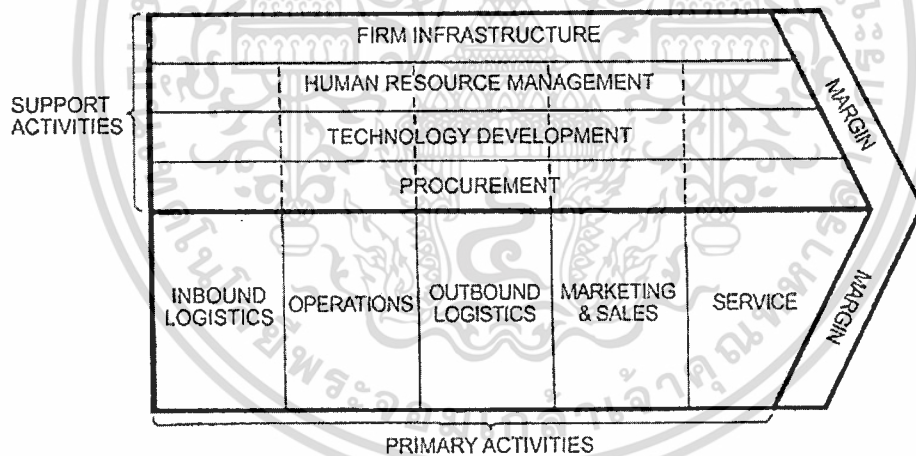 FIRM INFRASTRUCTURE
HUMAN RESOURCE MANAGEMENT
SUPPORT
ACTIVITIES
TECHNOLOGY DEVELOPMENT
PROCUREMENT
MARGIN
INBOUND
LOGISTICS
OPERATIONS
OUTBOUND
LOGISTICS
MARKETING
& SALES
SERVICE
MARGIN
PRIMARY ACTIVITIES